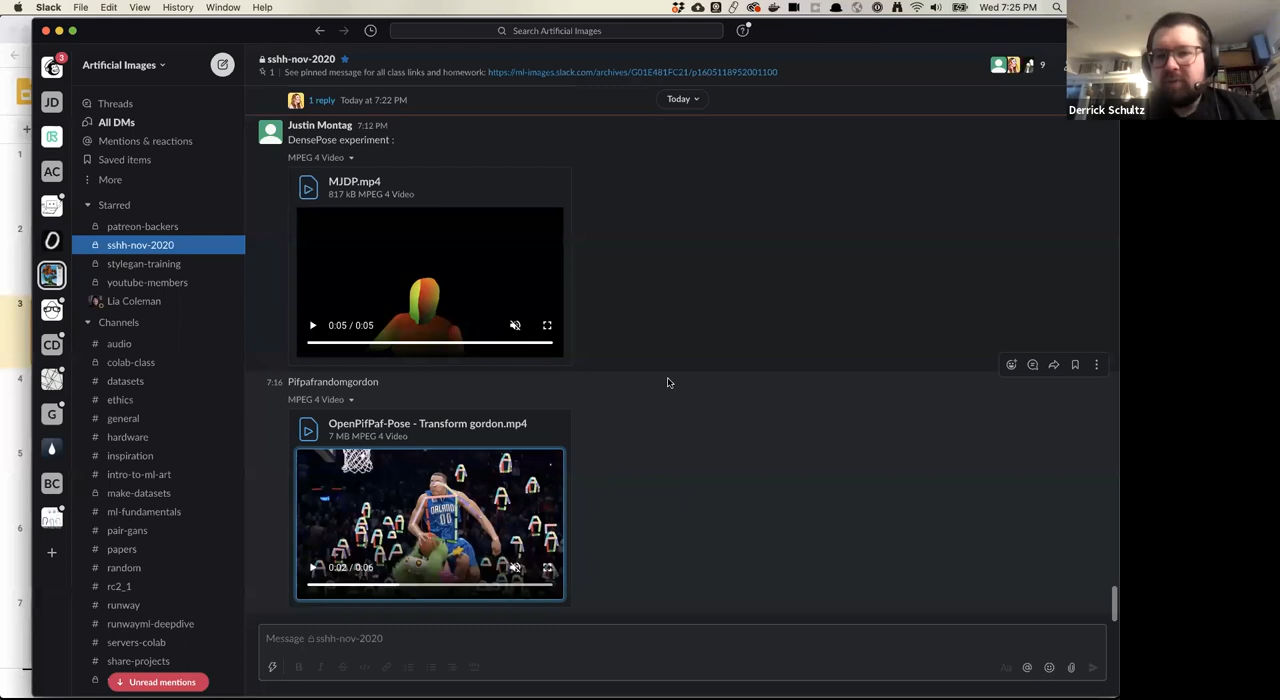 Slack File Edit View History Window Help
Wed 7:25 PM
Derrick Schultz
Search Artificial Images
3
JD
AC
CD
G
BC
1
2
3
4
5
6
7
Artificial Images
Threads
All DMs
Mentions & reactions
Saved items
More
Starred
patreon-backers
sshh-nov-2020
stylegan-training
youtube-members
Lia Coleman
Channels
# audio
colab-class
# datasets
# ethics
# general
# hardware
# inspiration
# intro-to-ml-art
make-datasets
# ml-fundamentals
# pair-gans
# papers
# random
# rc2_1
# runway
# runwayml-deepdive
# servers-colab
# share-projects
Unread mentions
sshh-nov-2020
1 | See pinned message for all class links and homework: https://ml-images.slack.com/archives/G01E481FC21/p1605118952001100
9
1 reply Today at 7:22 PM
Today
Justin Montag 7:12 PM
DensePose experiment :
MPEG 4 Video
MJDP.mp4
817 kB MPEG 4 Video
0:05 / 0:05
7:16 Pifpafrandomgordon
MPEG 4 Video
OpenPifPaf-Pose - Transform gordon.mp4
7 MB MPEG 4 Video
ORLANDO
00
0:02 / 0:06
Message sshh-nov-2020
B I S </>
Aa @